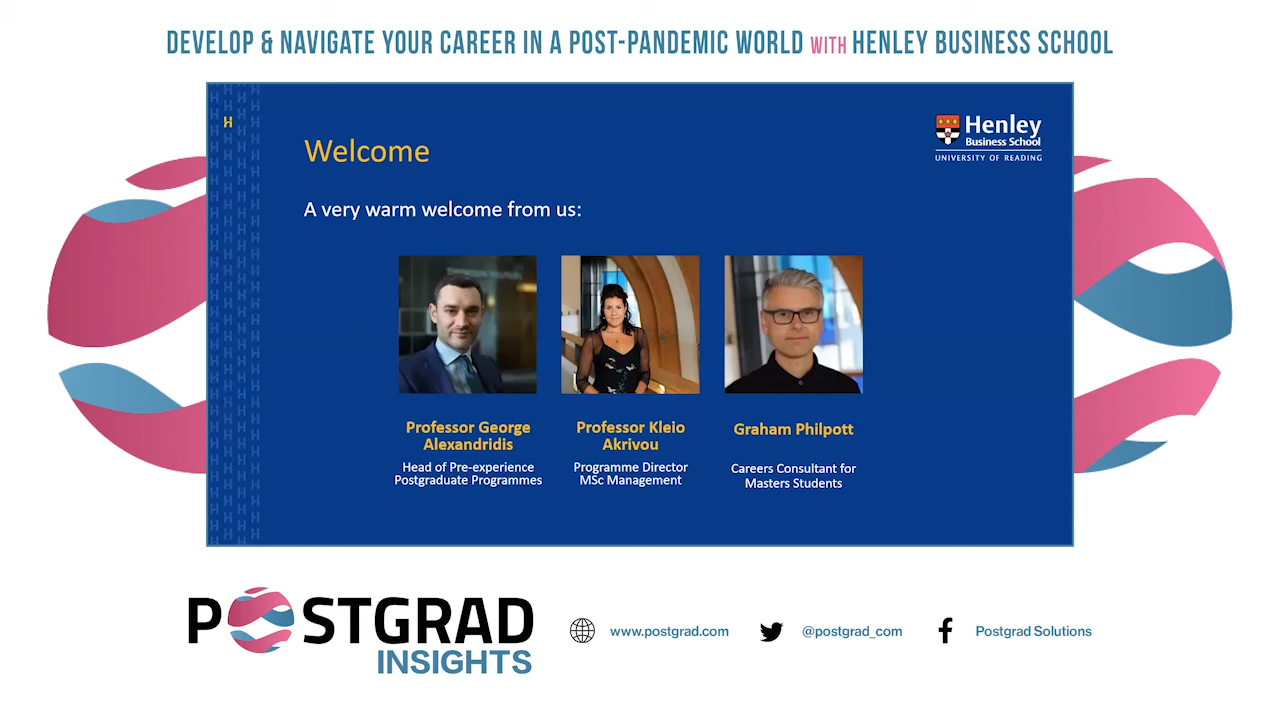 DEVELOP & NAVIGATE YOUR CAREER IN A POST-PANDEMIC WORLD WITH HENLEY BUSINESS SCHOOL
H
Henley
Business School
UNIVERSITY OF READING
Welcome
A very warm welcome from us:
Professor George
Alexandridis
Head of Pre-experience
Postgraduate Programmes
Professor Kleio
Akrivou
Programme Director
MSc Management
Graham Philpott
Careers Consultant for
Masters Students
POSTGRAD
INSIGHTS
www.postgrad.com
@postgrad_com
Postgrad Solutions